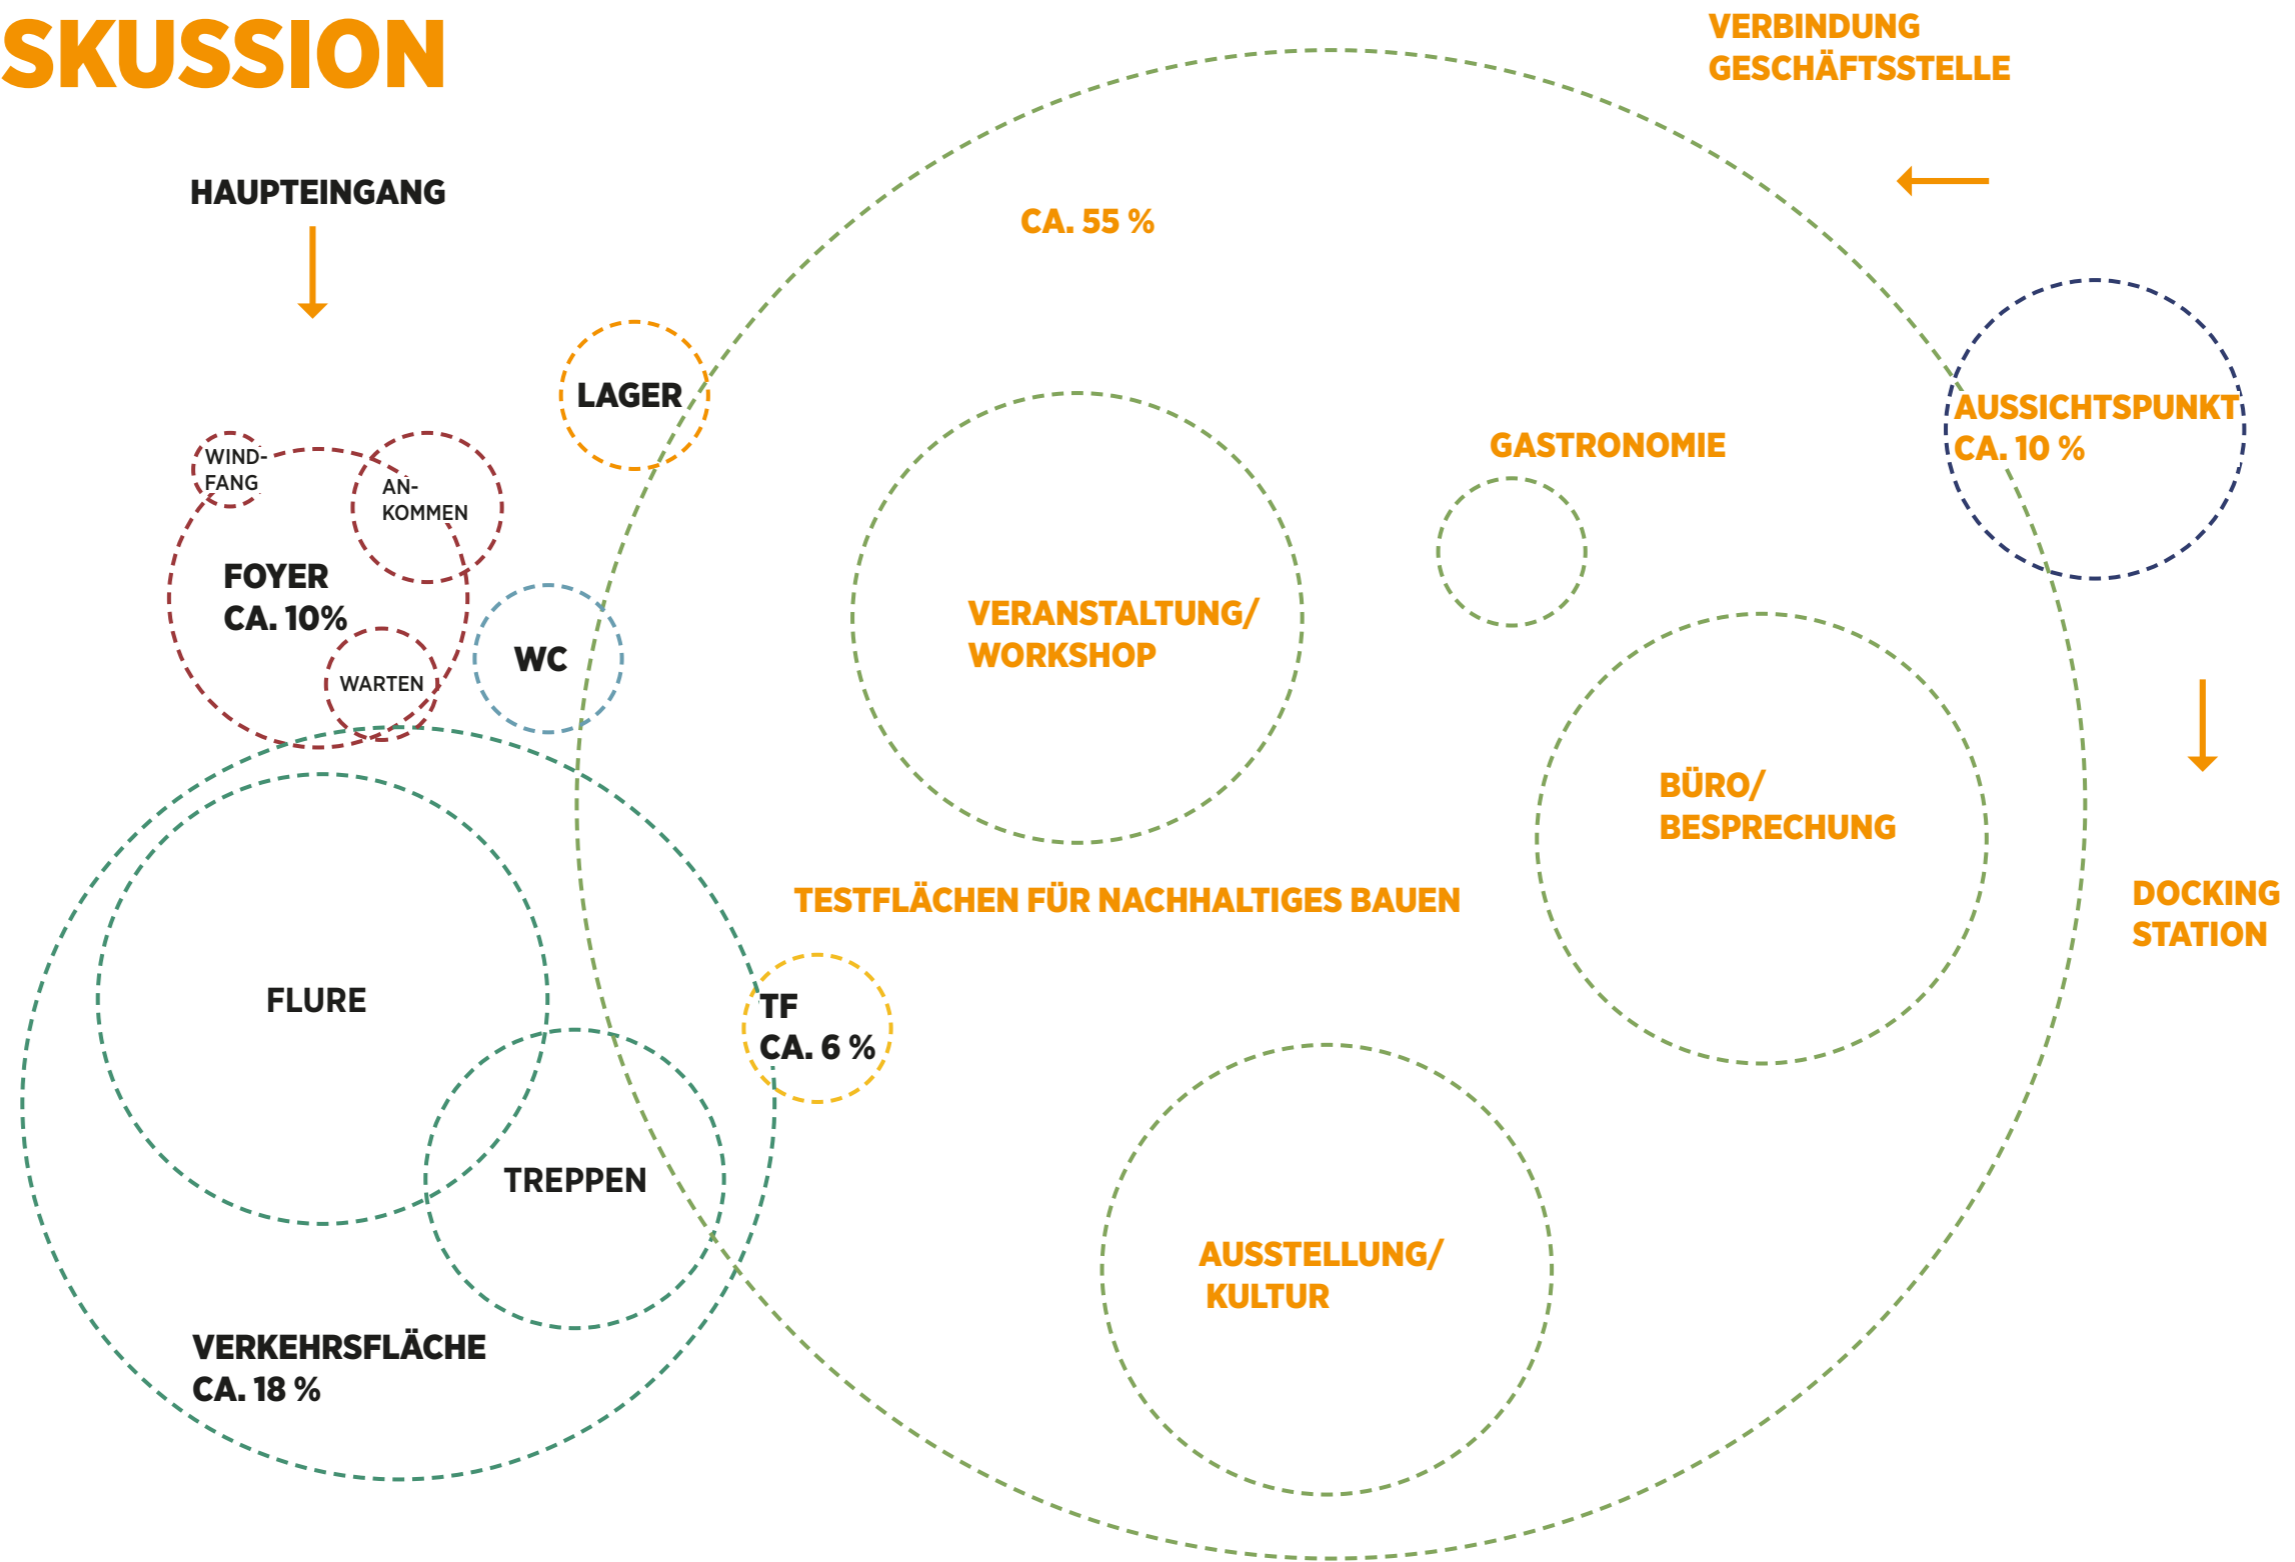 SKUSSION
VERBINDUNG
GESCHÄFTSSTELLE
HAUPTEINGANG
CA. 55 %
LAGER
AUSSICHTSPUNKT
CA. 10 %
GASTRONOMIE
WIND-
FANG
AN-
KOMMEN
FOYER
CA. 10%
WARTEN
WC
VERANSTALTUNG/
WORKSHOP
BÜRO/
BESPRECHUNG
TESTFLÄCHEN FÜR NACHHALTIGES BAUEN
DOCKING
STATION
FLURE
TF
CA. 6 %
TREPPEN
AUSSTELLUNG/
KULTUR
VERKEHRSFLÄCHE
CA. 18 %